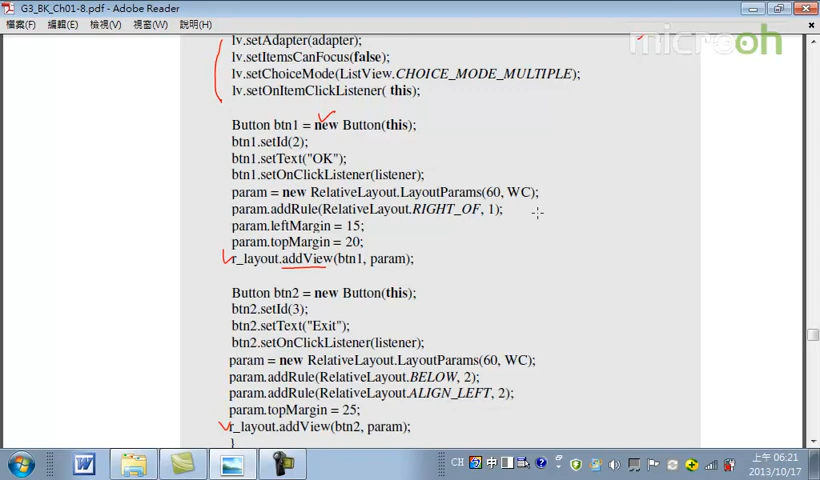 G3_BK_Ch01-8.pdf - Adobe Reader
檔案(F) 編輯(E) 檢視(V) 視窗(W) 說明(H)
microoh
lv.setAdapter(adapter);
lv.setItemsCanFocus(false);
lv.setChoiceMode(ListView.CHOICE_MODE_MULTIPLE);
lv.setOnItemClickListener( this);
Button btn1 = new Button(this);
btn1.setId(2);
btn1.setText("OK");
btn1.setOnClickListener(listener);
param = new RelativeLayout.LayoutParams(60, WC);
param.addRule(RelativeLayout.RIGHT_OF, 1);
param.leftMargin = 15;
param.topMargin = 20;
r_layout.addView(btn1, param);
Button btn2 = new Button(this);
btn2.setId(3);
btn2.setText("Exit");
btn2.setOnClickListener(listener);
param = new RelativeLayout.LayoutParams(60, WC);
param.addRule(RelativeLayout.BELOW, 2);
param.addRule(RelativeLayout.ALIGN_LEFT, 2);
param.topMargin = 25;
r_layout.addView(btn2, param);
}
CH 中
上午 06:21
2013/10/17